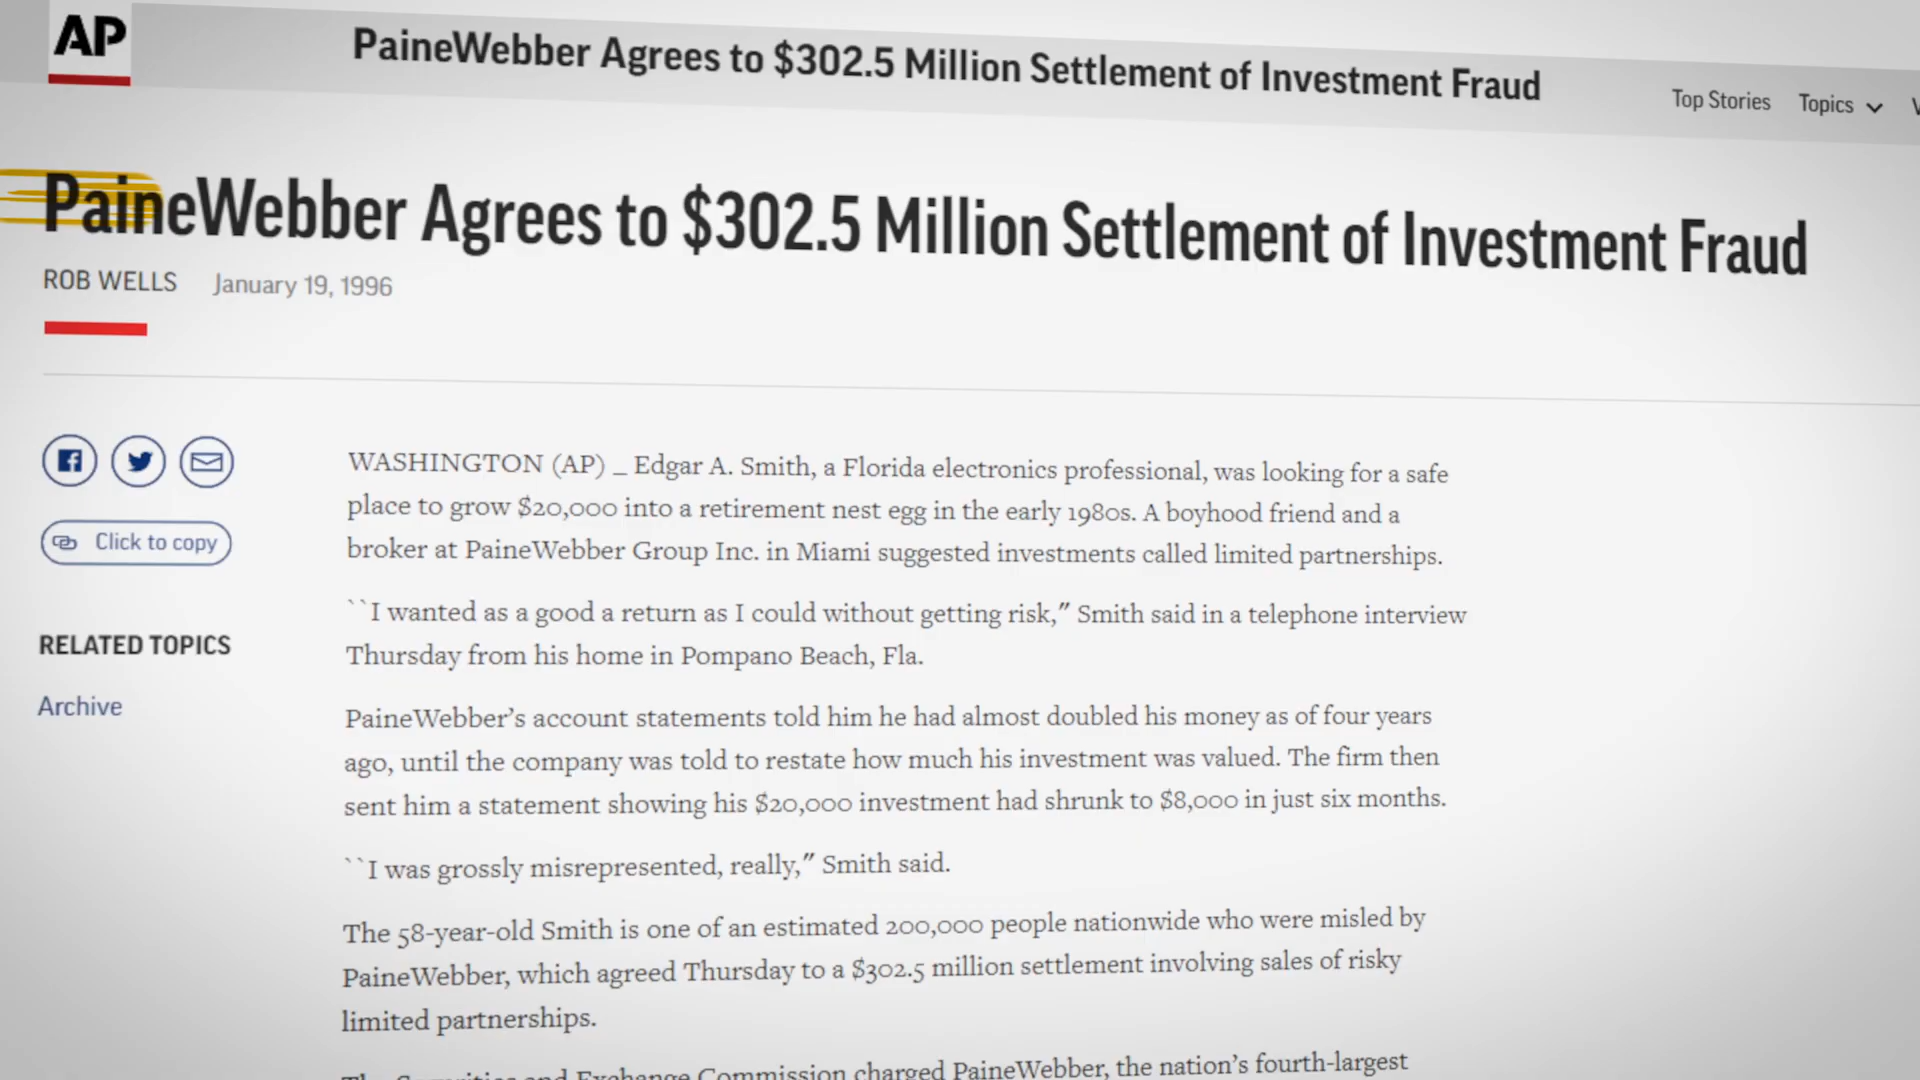 AP
PaineWebber Agrees to $302.5 Million Settlement of Investment Fraud
Top Stories Topics
PaineWebber Agrees to $302.5 Million Settlement of Investment Fraud
ROB WELLS January 19, 1996
Click to copy
RELATED TOPICS
Archive
WASHINGTON (AP) _ Edgar A. Smith, a Florida electronics professional, was looking for a safe
place to grow $20,000 into a retirement nest egg in the early 1980s. A boyhood friend and a
broker at PaineWebber Group Inc. in Miami suggested investments called limited partnerships.
``I wanted as a good a return as I could without getting risk,″ Smith said in a telephone interview
Thursday from his home in Pompano Beach, Fla.
PaineWebber’s account statements told him he had almost doubled his money as of four years
ago, until the company was told to restate how much his investment was valued. The firm then
sent him a statement showing his $20,000 investment had shrunk to $8,000 in just six months.
``I was grossly misrepresented, really,″ Smith said.
The 58-year-old Smith is one of an estimated 200,000 people nationwide who were misled by
PaineWebber, which agreed Thursday to a $302.5 million settlement involving sales of risky
limited partnerships.
The Securities and Exchange Commission charged PaineWebber, the nation’s fourth-largest